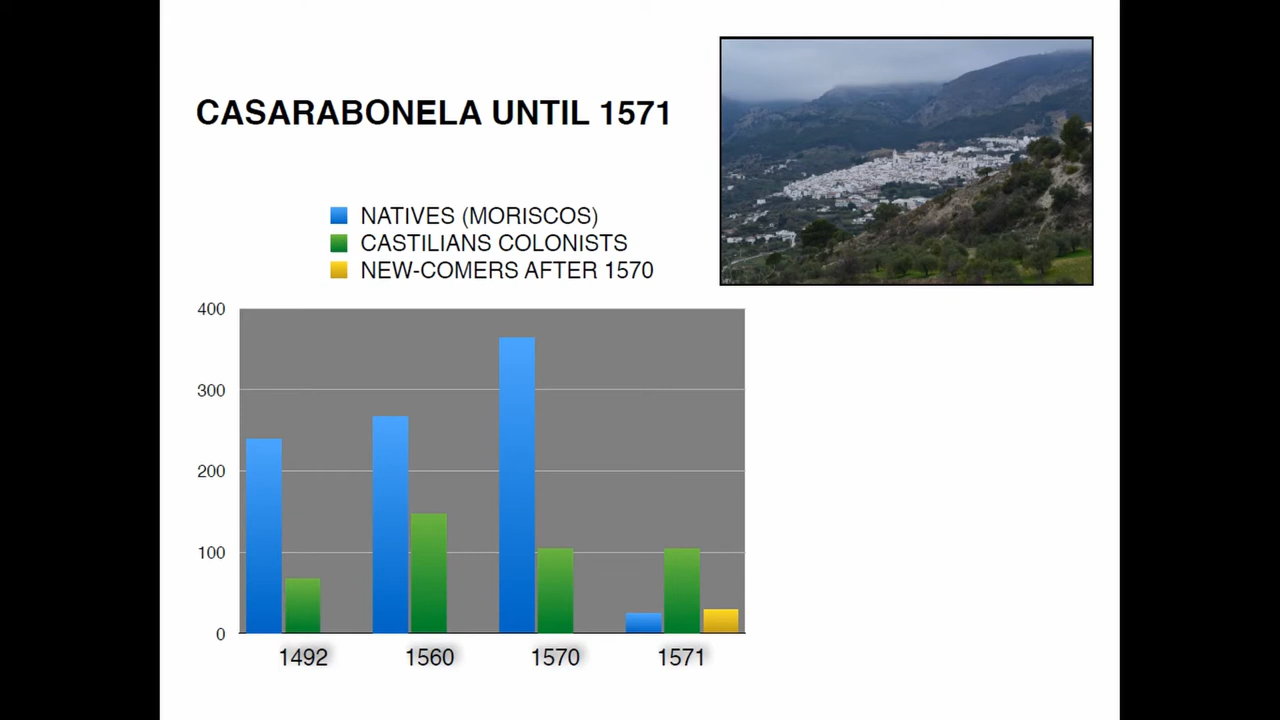 CASARABONELA UNTIL 1571
NATIVES (MORISCOS)
CASTILIANS COLONISTS
NEW-COMERS AFTER 1570
400
300
200
100
0
1492 1560 1570 1571